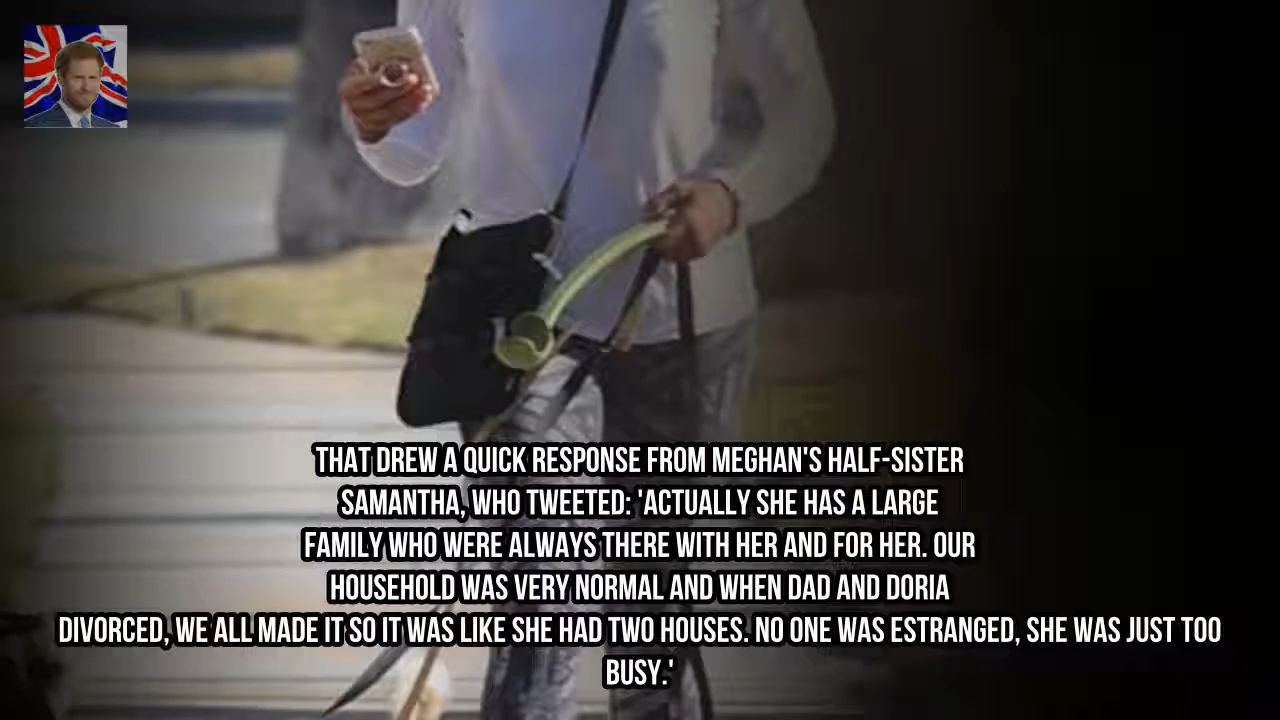 THAT DREW A QUICK RESPONSE FROM MEGHAN'S HALF-SISTER
SAMANTHA, WHO TWEETED: 'ACTUALLY SHE HAS A LARGE
FAMILY WHO WERE ALWAYS THERE WITH HER AND FOR HER. OUR
HOUSEHOLD WAS VERY NORMAL AND WHEN DAD AND DORIA
DIVORCED, WE ALL MADE IT SO IT WAS LIKE SHE HAD TWO HOUSES. NO ONE WAS ESTRANGED, SHE WAS JUST TOO
BUSY.'